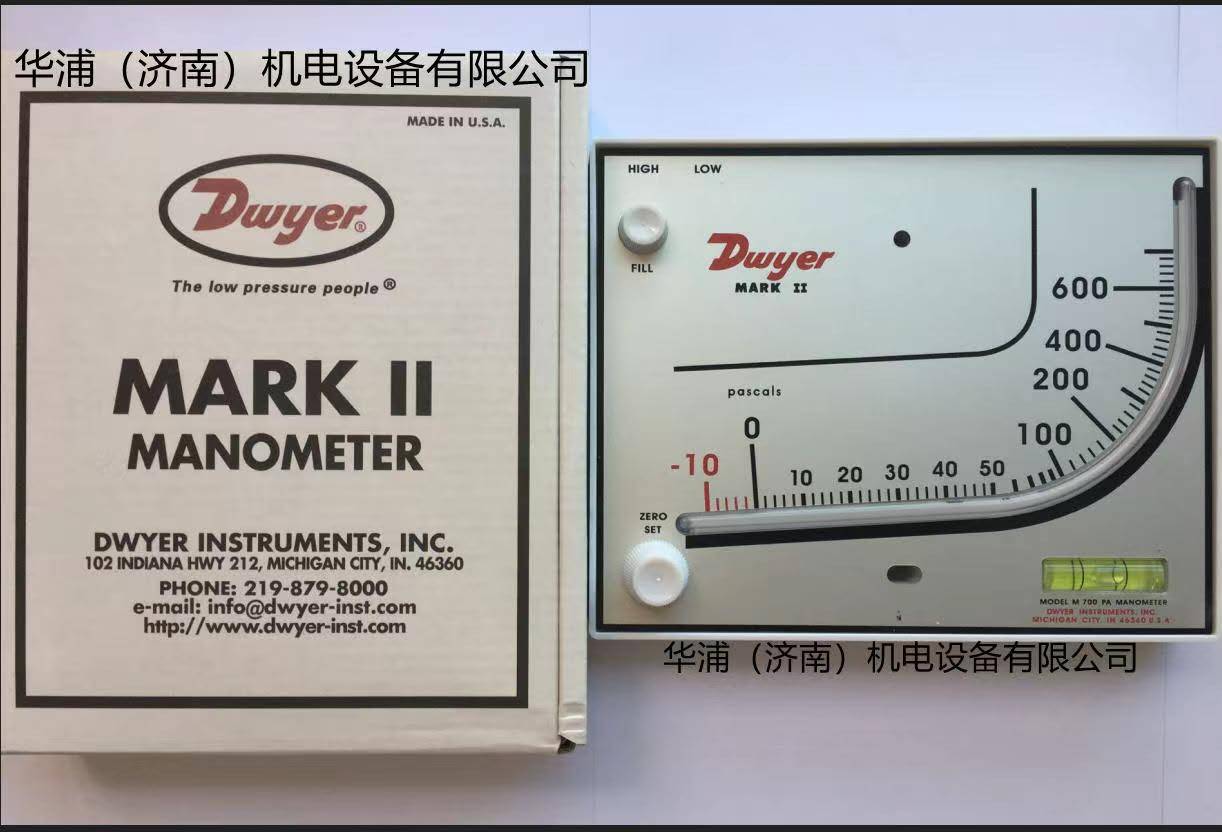 华浦（济南）机电设备有限公司
MADE IN U.S.A.
Dwyer®
The low pressure people®
MARK II
MANOMETER
DWYER INSTRUMENTS, INC.
102 INDIANA HWY 212, MICHIGAN CITY, IN. 46360
PHONE: 219-879-8000
e-mail: info@dwyer-inst.com
http://www.dwyer-inst.com
HIGH LOW
FILL
Dwyer
MARK II
pascals
600
400
200
100
-10 0 10 20 30 40 50
ZERO
SET
MODEL M 700 PA MANOMETER
DWYER INSTRUMENTS, INC.
MICHIGAN CITY, IN 46360 U.S.A.
华浦（济南）机电设备有限公司